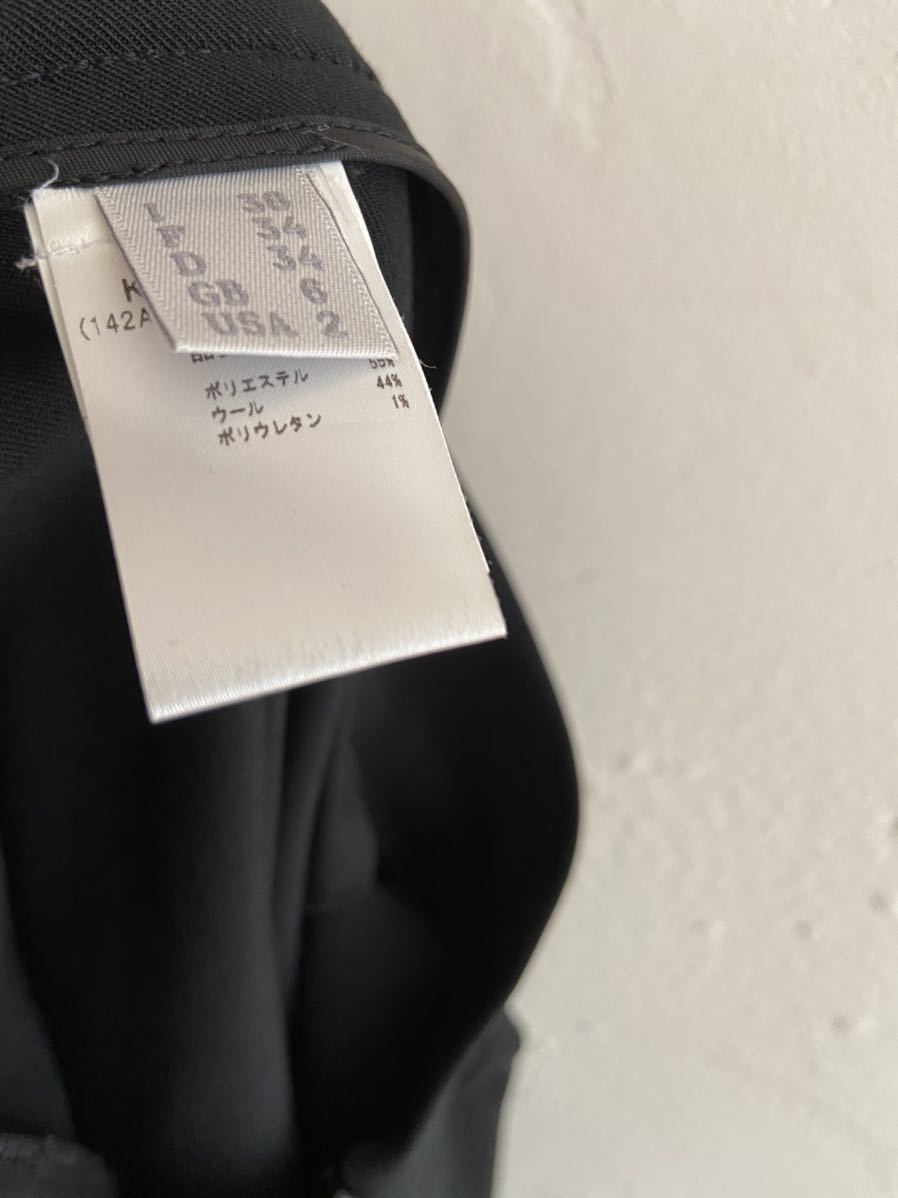 I 38
F 34
D 34
GB 6
USA 2
K
(142A
55%
ポリエステル 44%
ウール 1%
ポリウレタン